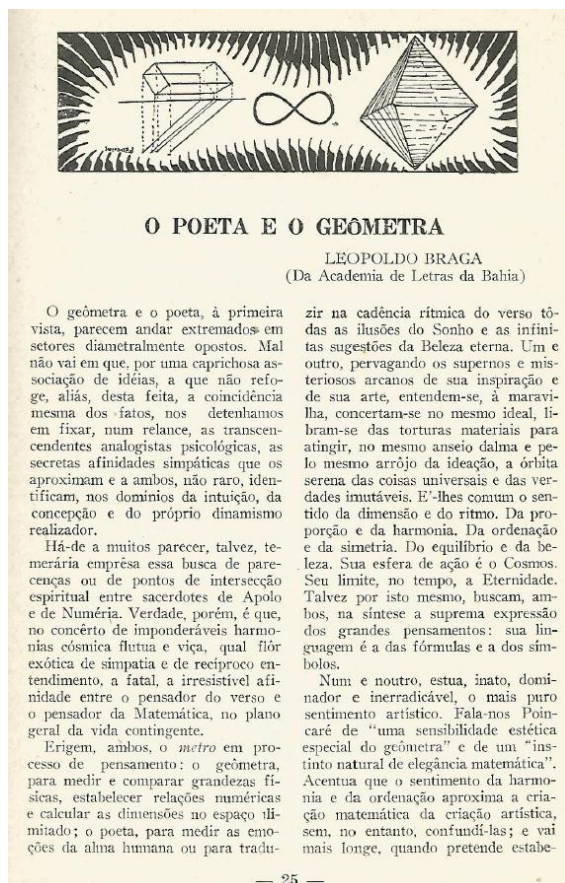 O POETA E O GEÔMETRA
LEOPOLDO BRAGA
(Da Academia de Letras da Bahia)
O geômetra e o poeta, à primeira
vista, parecem andar extremados em
setores diametralmente opostos. Mal
não vai em que, por uma caprichosa as-
sociação de idéias, a que não refo-
ge, aliás, desta feita, a coincidência
mesma dos fatos, nos detenhamos
em fixar, num relance, as transcen-
cendentes analogistas psicológicas, as
secretas afinidades simpáticas que os
aproximam e a ambos, não raro, iden-
tificam, nos domínios da intuição, da
concepção e do próprio dinamismo
realizador.
Há-de a muitos parecer, talvez, te-
merária emprêsa essa busca de pare-
cenças ou de pontos de intersecção
espiritual entre sacerdotes de Apolo
e de Numéria. Verdade, porém, é que,
no concêrto de imponderáveis harmo-
nias cósmica flutua e viça, qual flôr
exótica de simpatia e de recíproco en-
tendimento, a fatal, a irresistível afi-
nidade entre o pensador do verso e
o pensador da Matemática, no plano
geral da vida contingente.
Erigem, ambos, o metro em pro-
cesso de pensamento: o geômetra,
para medir e comparar grandezas fí-
sicas, estabelecer relações numéricas
e calcular as dimensões no espaço ili-
mitado; o poeta, para medir as emo-
ções da alma humana ou para tradu-
zir na cadência rítmica do verso tô-
das as ilusões do Sonho e as infini-
tas sugestões da Beleza eterna. Um e
outro, pervagando os supernos e mis-
teriosos arcanos de sua inspiração e
de sua arte, entendem-se, à maravi-
lha, concertam-se no mesmo ideal, li-
bram-se das torturas materiais para
atingir, no mesmo anseio dalma e pe-
lo mesmo arrôjo da ideação, a órbita
serena das coisas universais e das ver-
dades imutáveis. E'-lhes comum o sen-
tido da dimensão e do ritmo. Da pro-
porção e da harmonia. Da ordenação
e da simetria. Do equilíbrio e da be-
leza. Sua esfera de ação é o Cosmos.
Seu limite, no tempo, a Eternidade.
Talvez por isto mesmo, buscam, am-
bos, na síntese a suprema expressão
dos grandes pensamentos: sua lin-
guagem é a das fórmulas e a dos sím-
bolos.
Num e noutro, estua, inato, domi-
nador e inerradicável, o mais puro
sentimento artístico. Fala-nos Poin-
caré de "uma sensibilidade estética
especial do geômetra" e de um "ins-
tinto natural de elegância matemática".
Acentua que o sentimento da harmo-
nia e da ordenação aproxima a cria-
ção matemática da criação artística,
sem, no entanto, confundí-las; e vai
mais longe, quando pretende estabe-
— 25 —